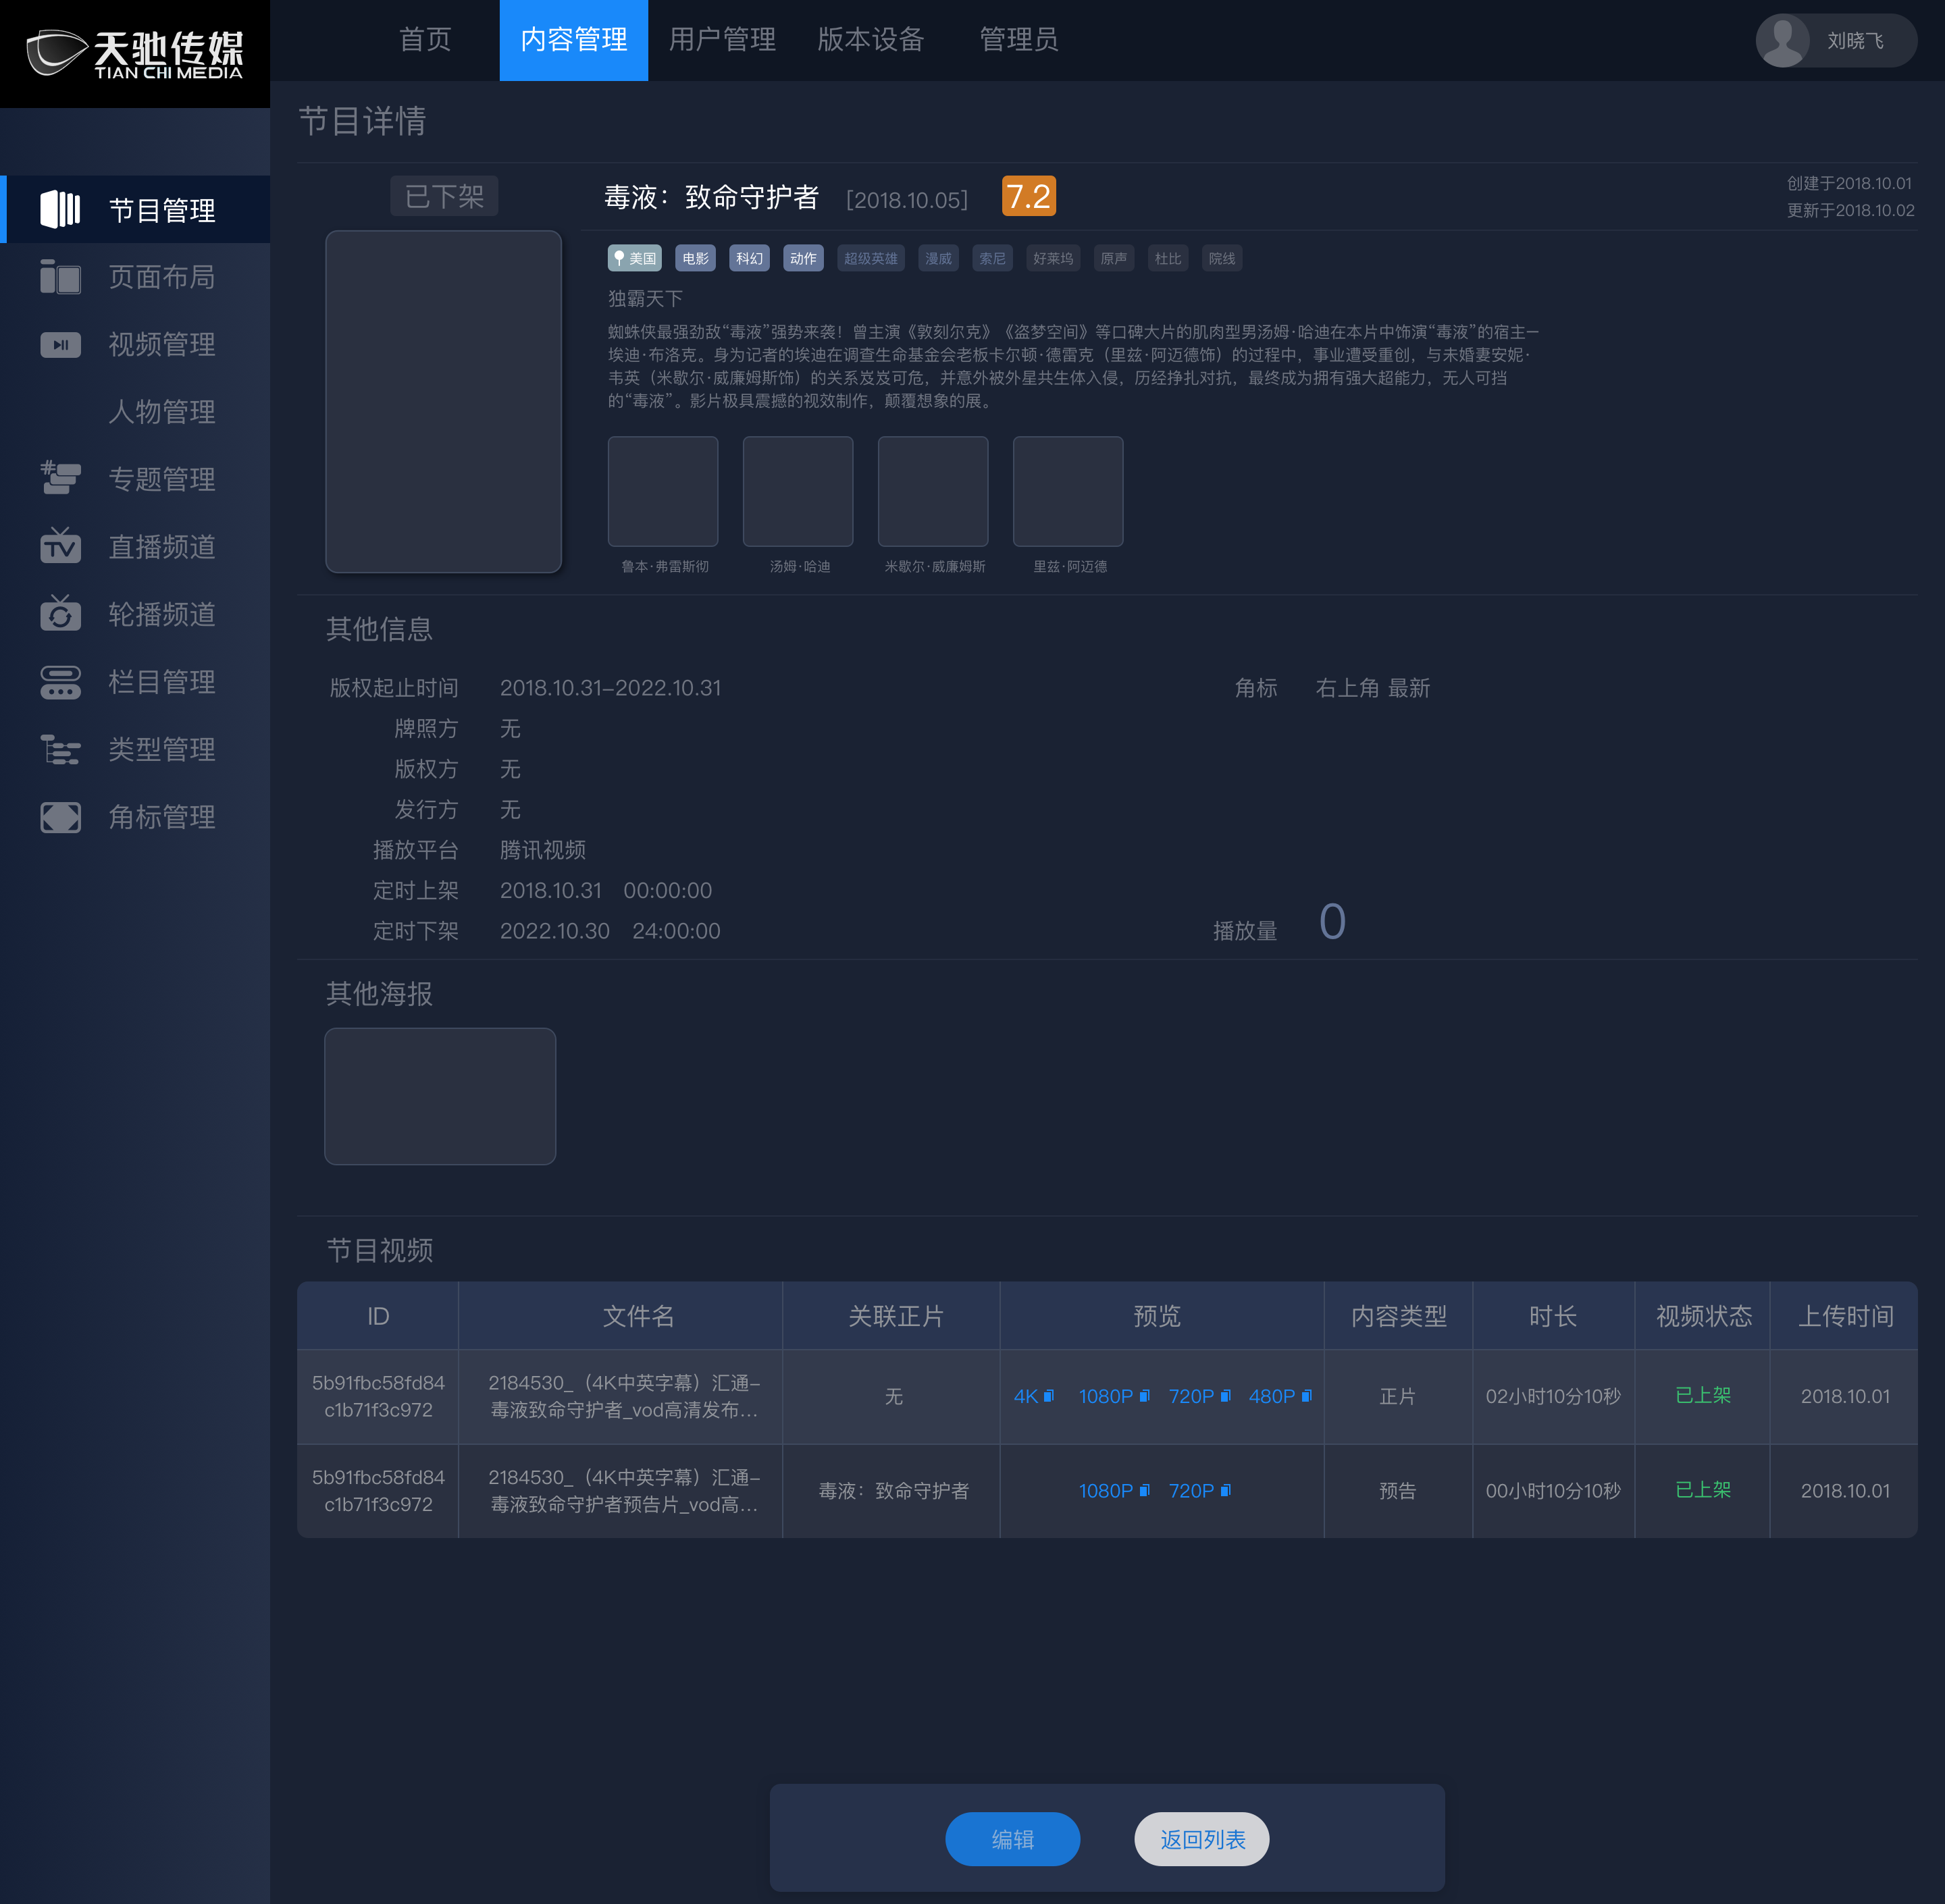 天驰传媒
TIAN CHI MEDIA
首页
内容管理
用户管理
版本设备
管理员
刘晓飞
节目管理
页面布局
视频管理
人物管理
专题管理
直播频道
轮播频道
栏目管理
类型管理
角标管理
节目详情
已下架
毒液：致命守护者 [2018.10.05] 7.2
创建于2018.10.01
更新于2018.10.02
美国 电影 科幻 动作 超级英雄 漫威 索尼 好莱坞 原声 杜比 院线
独霸天下
蜘蛛侠最强劲敌“毒液”强势来袭！曾主演《敦刻尔克》《盗梦空间》等口碑大片的肌肉型男汤姆·哈迪在本片中饰演“毒液”的宿主—
埃迪·布洛克。身为记者的埃迪在调查生命基金会老板卡尔顿·德雷克（里兹·阿迈德饰）的过程中，事业遭受重创，与未婚妻安妮·
韦英（米歇尔·威廉姆斯饰）的关系岌岌可危，并意外被外星共生体入侵，历经挣扎对抗，最终成为拥有强大超能力，无人可挡
的“毒液”。影片极具震撼的视效制作，颠覆想象的展。
鲁本·弗雷斯彻
汤姆·哈迪
米歇尔·威廉姆斯
里兹·阿迈德
其他信息
版权起止时间 2018.10.31-2022.10.31
角标 右上角 最新
牌照方 无
版权方 无
发行方 无
播放平台 腾讯视频
定时上架 2018.10.31 00:00:00
定时下架 2022.10.30 24:00:00
播放量 0
其他海报
节目视频
ID 文件名 关联正片 预览 内容类型 时长 视频状态 上传时间
5b91fbc58fd84
c1b71f3c972
2184530_（4K中英字幕）汇通-
毒液致命守护者_vod高清发布...
无
4K 1080P 720P 480P
正片
02小时10分10秒
已上架
2018.10.01
5b91fbc58fd84
c1b71f3c972
2184530_（4K中英字幕）汇通-
毒液致命守护者预告片_vod高...
毒液：致命守护者
1080P 720P
预告
00小时10分10秒
已上架
2018.10.01
编辑
返回列表
#
TV